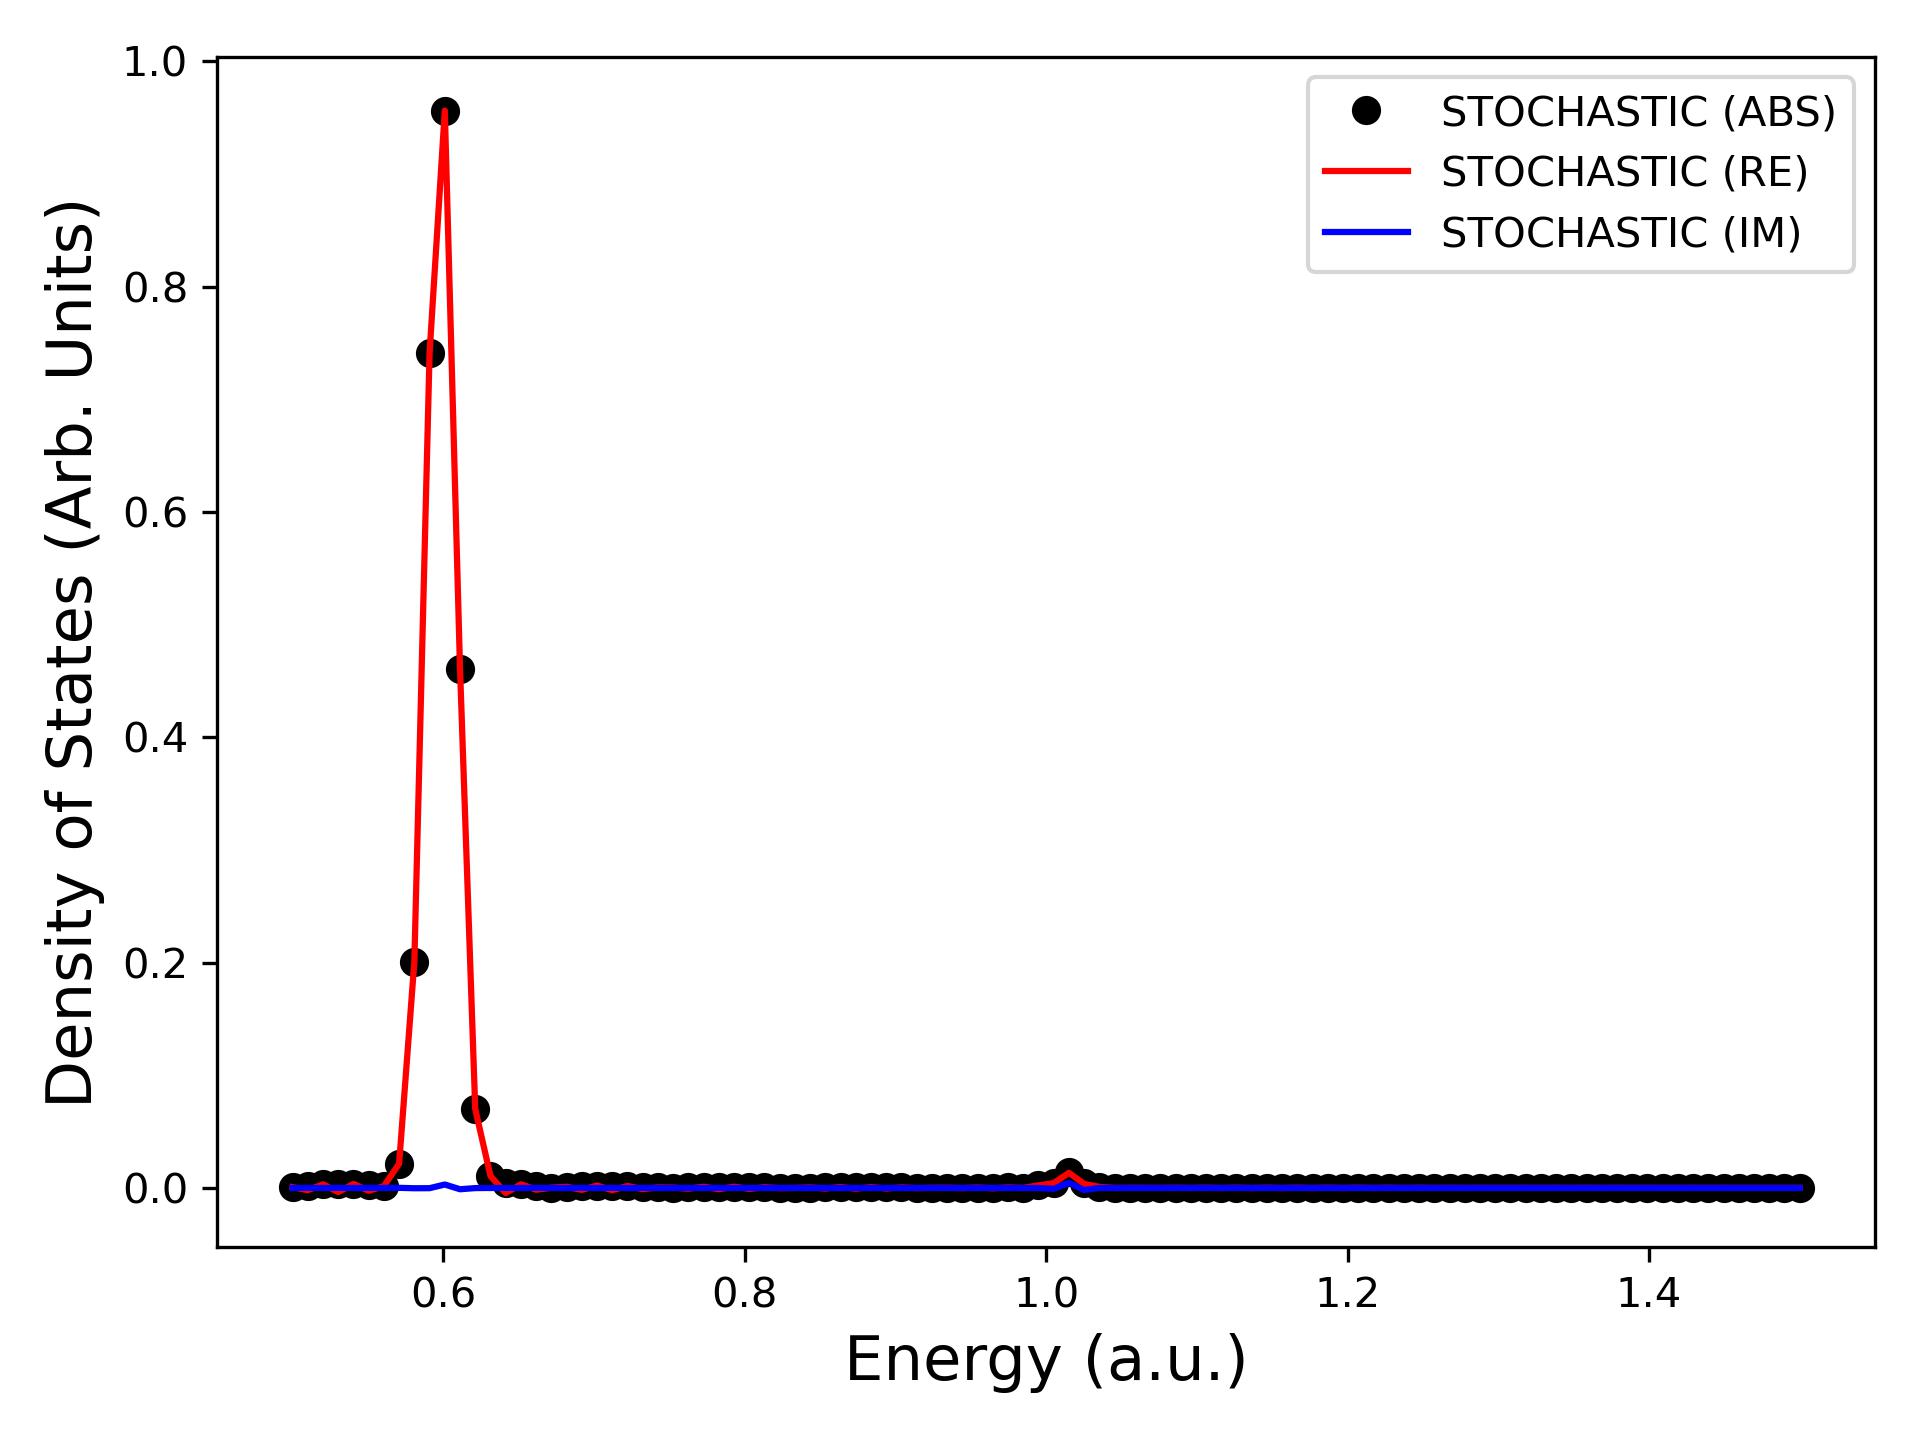 1.0
0.8
0.6
0.4
0.2
0.0
Density of States (Arb. Units)
STOCHASTIC (ABS)
STOCHASTIC (RE)
STOCHASTIC (IM)
0.6 0.8 1.0 1.2 1.4
Energy (a.u.)